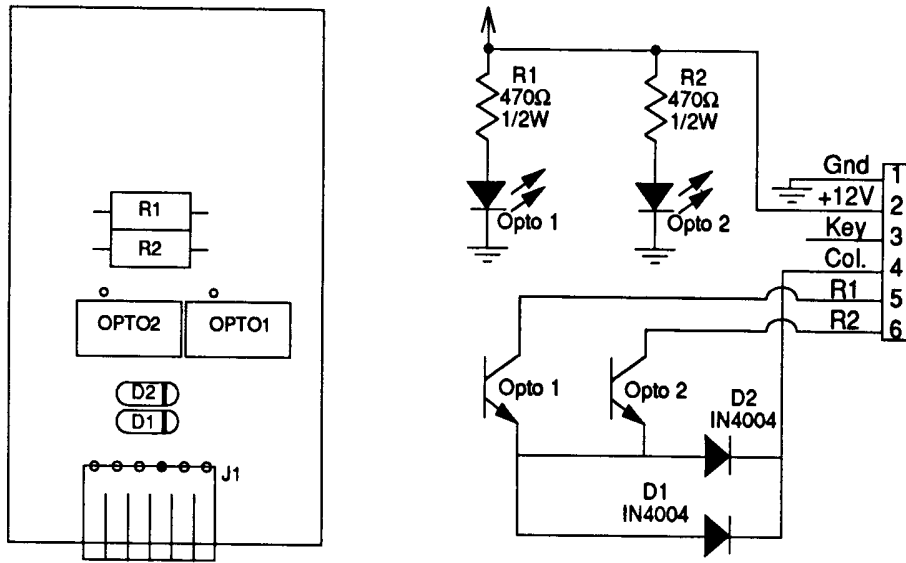 R1
R2
OPTO2
OPTO1
D2
D1
J1
R1
470Ω
1/2W
R2
470Ω
1/2W
Opto 1
Opto 2
Gnd 1
+12V 2
Key 3
Col. 4
R1 5
R2 6
Opto 1
Opto 2
D2
IN4004
D1
IN4004